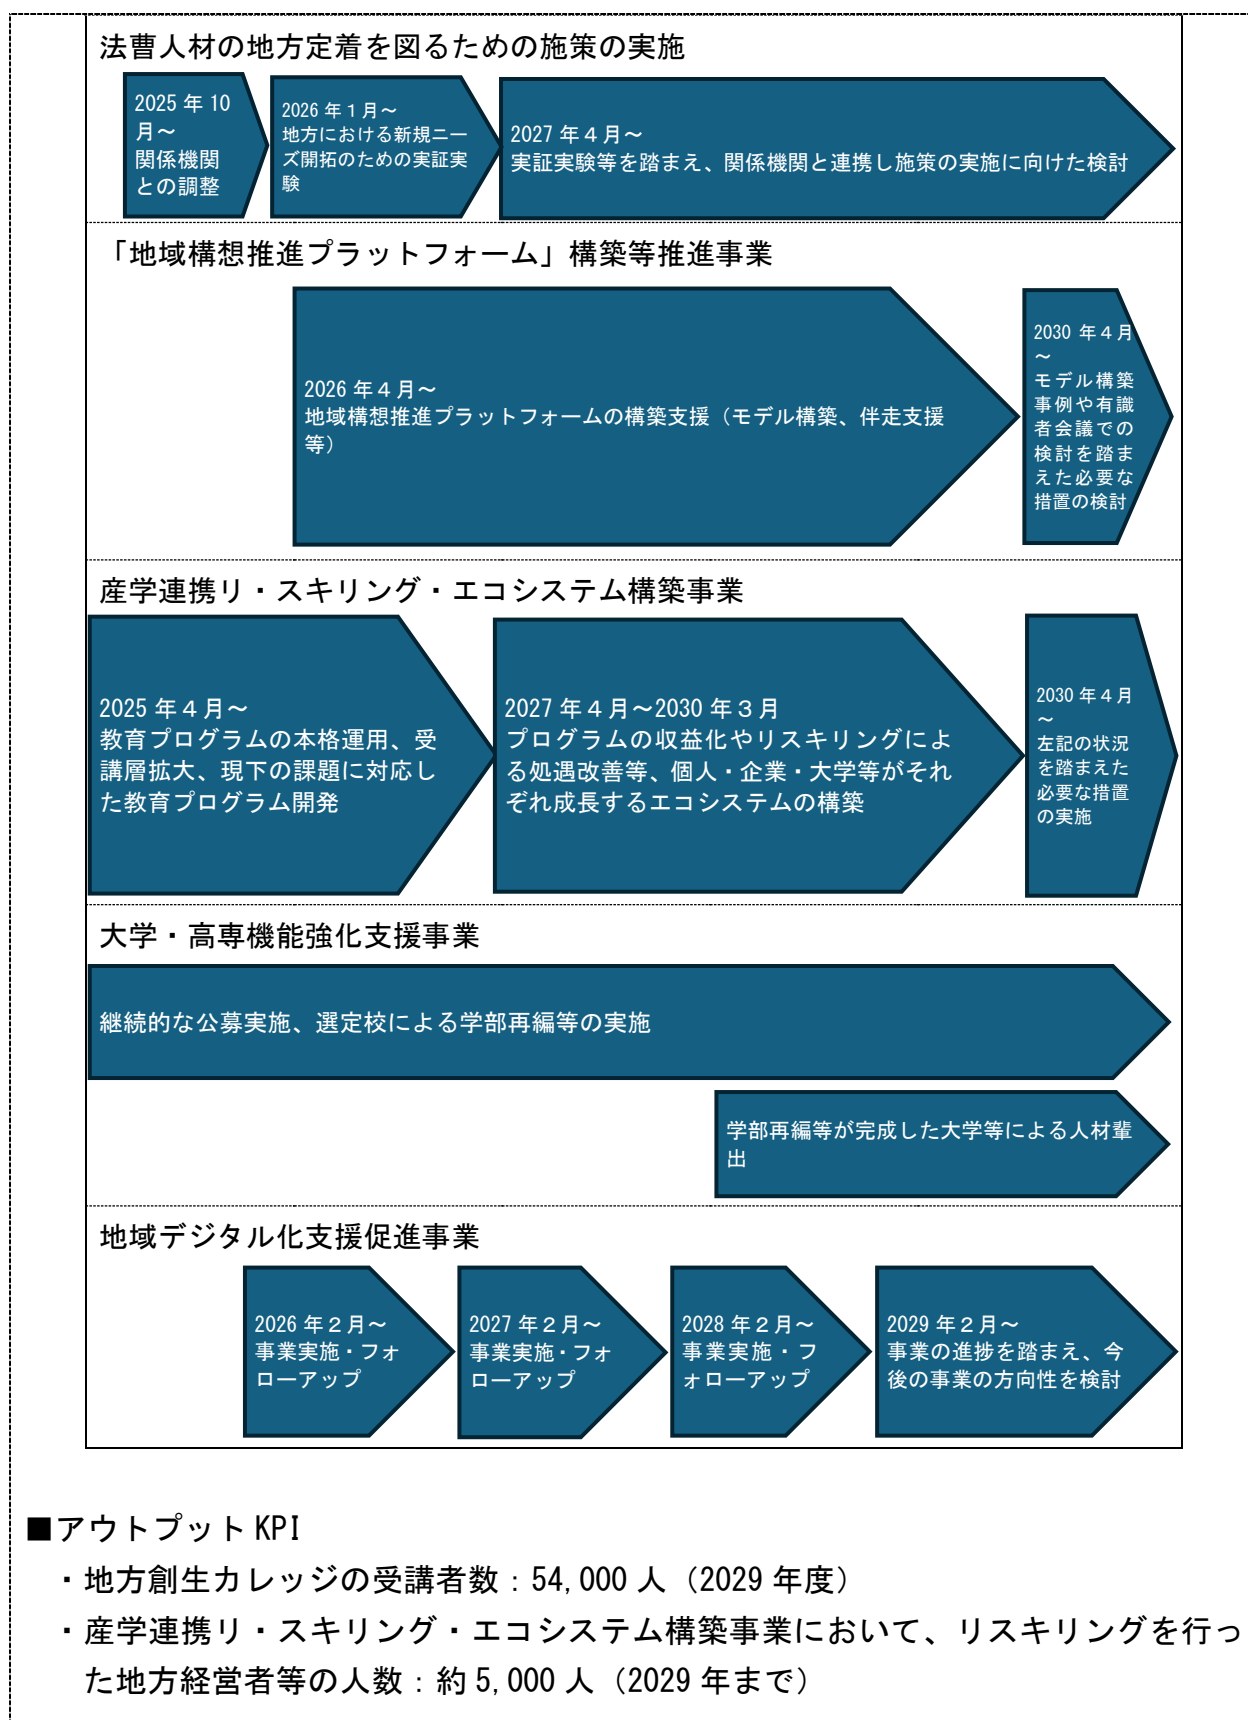 法曹人材の地方定着を図るための施策の実施
2025 年 10
月～
関係機関
との調整
2026 年１月～
地方における新規ニー
ズ開拓のための実証実
験
2027 年４月～
実証実験等を踏まえ、関係機関と連携し施策の実施に向けた検討
「地域構想推進プラットフォーム」構築等推進事業
2026 年４月～
地域構想推進プラットフォームの構築支援（モデル構築、伴走支援
等）
2030 年４月
～
モデル構築
事例や有識
者会議での
検討を踏ま
えた必要な
措置の検討
産学連携リ・スキリング・エコシステム構築事業
2025 年４月～
教育プログラムの本格運用、受
講層拡大、現下の課題に対応し
た教育プログラム開発
2027 年４月～2030 年３月
プログラムの収益化やリスキリングによ
る処遇改善等、個人・企業・大学等がそれ
ぞれ成長するエコシステムの構築
2030 年４月
～
左記の状況
を踏まえた
必要な措置
の実施
大学・高専機能強化支援事業
継続的な公募実施、選定校による学部再編等の実施
学部再編等が完成した大学等による人材輩
出
地域デジタル化支援促進事業
2026 年２月～
事業実施・フォ
ローアップ
2027 年２月～
事業実施・フォ
ローアップ
2028 年２月～
事業実施・フ
ォローアップ
2029 年２月～
事業の進捗を踏まえ、今
後の事業の方向性を検討
■アウトプット KPI
・地方創生カレッジの受講者数：54,000 人（2029 年度）
・産学連携リ・スキリング・エコシステム構築事業において、リスキリングを行っ
た地方経営者等の人数：約 5,000 人（2029 年まで）